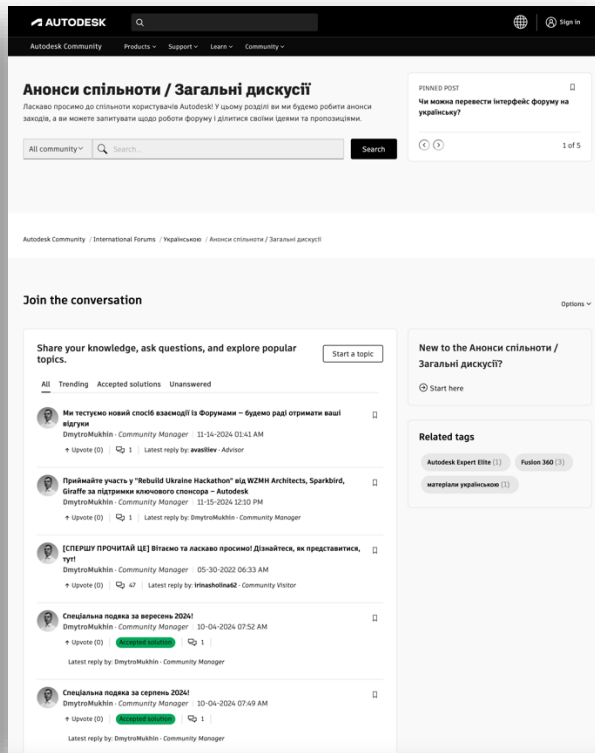 AUTODESK
Sign in
Autodesk Community Products Support Learn Community
Анонси спільноти / Загальні дискусії
Ласкаво просимо до спільноти користувачів Autodesk! У цьому розділі ви ми будемо робити анонси
заходів, а ви можете запитувати щодо роботи форуму і ділитися своїми ідеями та пропозиціями.
All community Search... Search
PINNED POST
Чи можна перевести інтерфейс форуму на
українську?
1 of 5
Autodesk Community / International Forums / Українською / Анонси спільноти / Загальні дискусії
Join the conversation
Options
Share your knowledge, ask questions, and explore popular
topics.
Start a topic
All Trending Accepted solutions Unanswered
Ми тестуємо новий спосіб взаємодії із Форумами – будемо раді отримати ваші
відгуки
DmytroMukhin - Community Manager 11-14-2024 01:41 AM
Upvote (0) 1 Latest reply by: avasiliev - Advisor
Приймайте участь у "Rebuild Ukraine Hackathon" від WZMH Architects, Sparkbird,
Giraffe за підтримки ключового спонсора – Autodesk
DmytroMukhin - Community Manager 11-15-2024 12:10 PM
Upvote (0) 1 Latest reply by: DmytroMukhin - Community Manager
[СПЕРШУ ПРОЧИТАЙ ЦЕ] Вітаємо та ласкаво просимо! Дізнайтеся, як представитися,
тут!
DmytroMukhin - Community Manager 05-30-2022 06:33 AM
Upvote (0) 47 Latest reply by: irinasholina62 - Community Visitor
Спеціальна подяка за вересень 2024!
DmytroMukhin - Community Manager 10-04-2024 07:52 AM
Upvote (0) Accepted solution 1
Latest reply by: DmytroMukhin - Community Manager
Спеціальна подяка за серпень 2024!
DmytroMukhin - Community Manager 10-04-2024 07:49 AM
Upvote (0) Accepted solution 1
Latest reply by: DmytroMukhin - Community Manager
New to the Анонси спільноти /
Загальні дискусії?
Start here
Related tags
Autodesk Expert Elite (1) Fusion 360 (3)
матеріали українською (1)